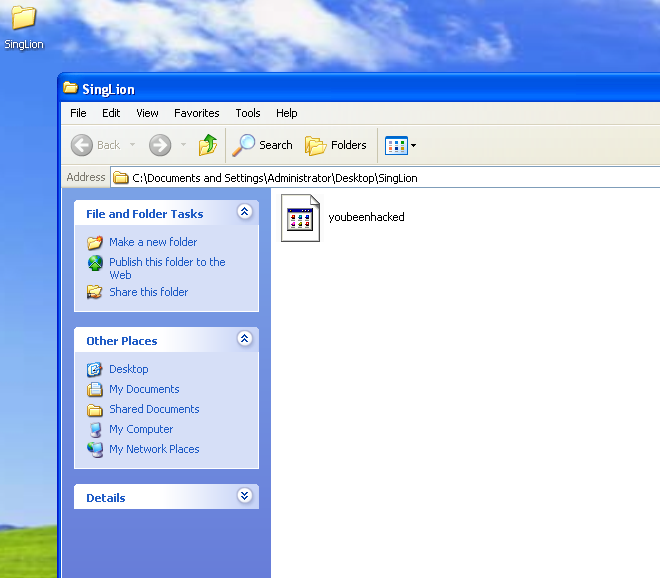 SingLion
SingLion
File Edit View Favorites Tools Help
Back Search Folders
Address C:\Documents and Settings\Administrator\Desktop\SingLion
File and Folder Tasks
Make a new folder
Publish this folder to the
Web
Share this folder
Other Places
Desktop
My Documents
Shared Documents
My Computer
My Network Places
Details
youbeenhacked